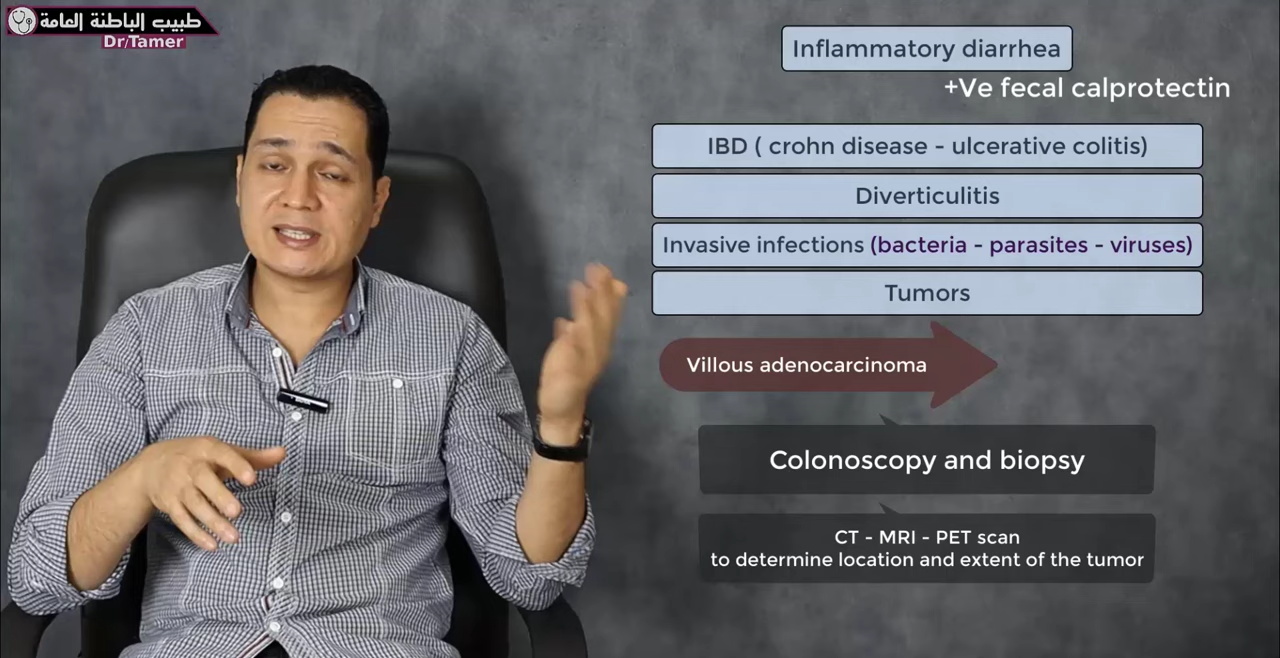 طبيب الباطنة العامة
Dr/Tamer
Inflammatory diarrhea
+Ve fecal calprotectin
IBD ( crohn disease - ulcerative colitis)
Diverticulitis
Invasive infections (bacteria - parasites - viruses)
Tumors
Villous adenocarcinoma
Colonoscopy and biopsy
CT - MRI - PET scan
to determine location and extent of the tumor